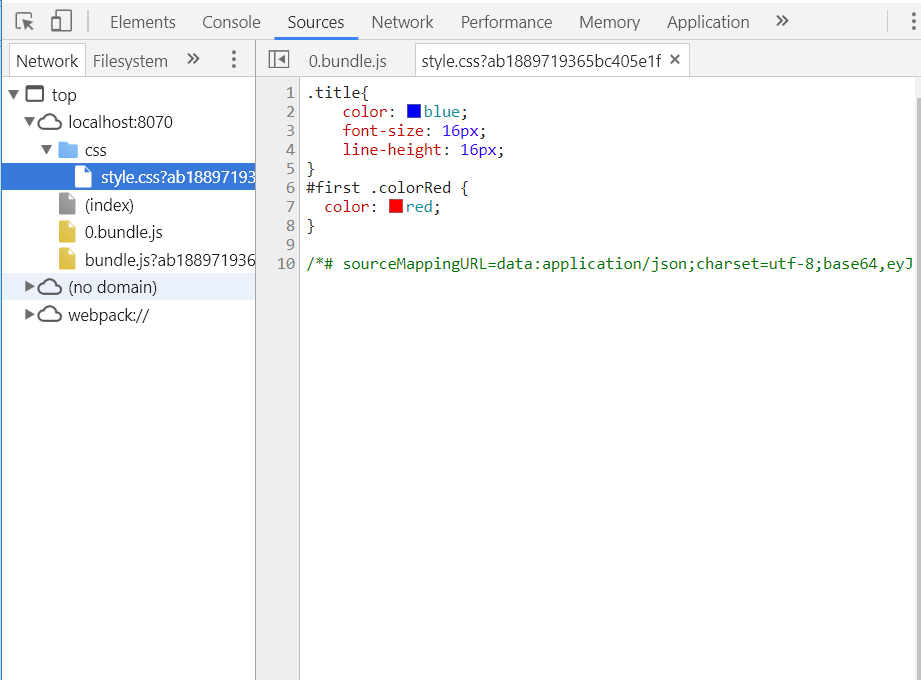 Elements Console Sources Network Performance Memory Application »
Network Filesystem » 0.bundle.js style.css?ab1889719365bc405e1f ×
top
localhost:8070
css
style.css?ab18897193
(index)
0.bundle.js
bundle.js?ab188971936
(no domain)
webpack://
1 .title{
2 color: blue;
3 font-size: 16px;
4 line-height: 16px;
5 }
6 #first .colorRed {
7 color: red;
8 }
9
10 /*# sourceMappingURL=data:application/json;charset=utf-8;base64,eyJ